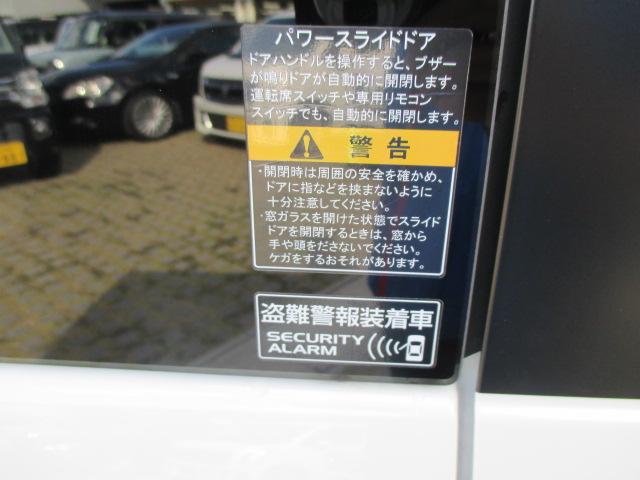 パワースライドドア
ドアハンドルを操作すると、ブザー
が鳴りドアが自動的に開閉します。
運転席スイッチや専用リモコン
スイッチでも、自動的に開閉します。
警告
・開閉時は周囲の安全を確かめ、
ドアに指などを挟まないように
十分注意してください。
・窓ガラスを開けた状態でスライド
ドアを開閉するときは、窓から
手や頭をださないでください。
ケガをするおそれがあります。
盗難警報装着車
SECURITY
ALARM